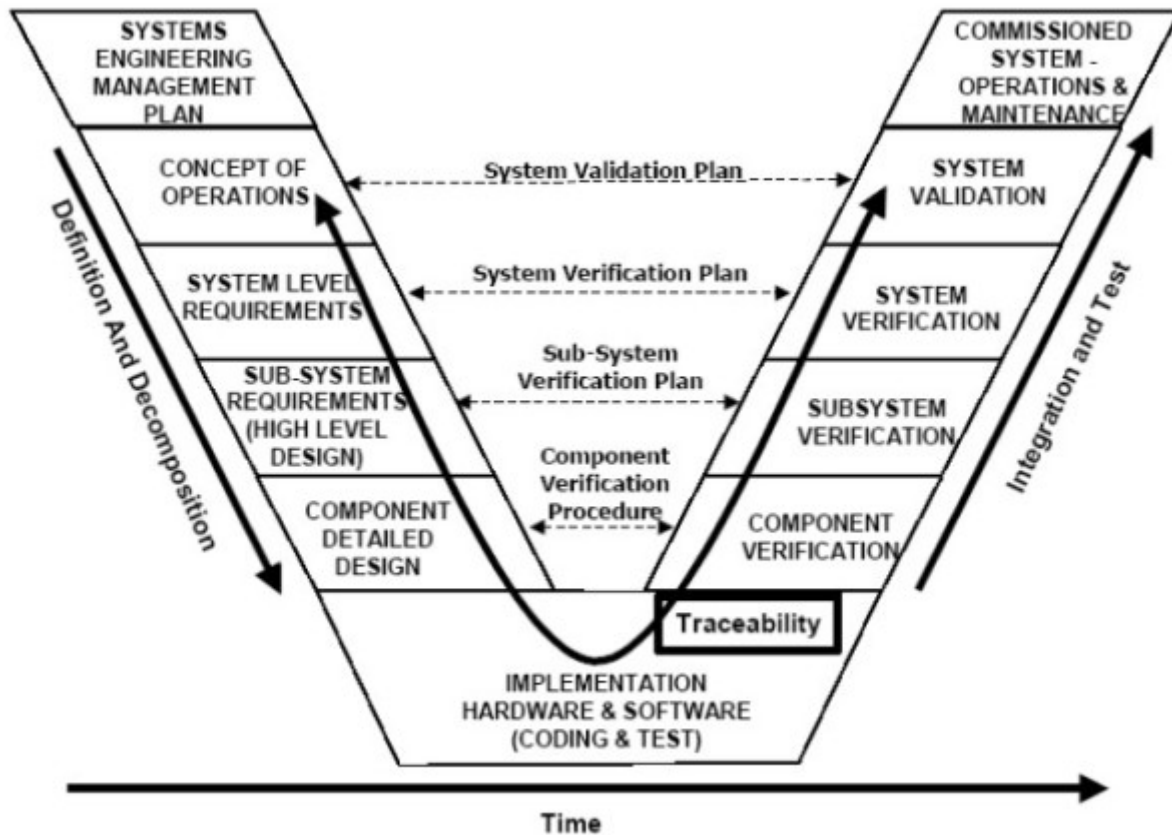 SYSTEMS
ENGINEERING
MANAGEMENT
PLAN
COMMISSIONED
SYSTEM -
OPERATIONS &
MAINTENANCE
CONCEPT OF
OPERATIONS
System Validation Plan
SYSTEM
VALIDATION
Definition And Decomposition
SYSTEM LEVEL
REQUIREMENTS
System Verification Plan
SYSTEM
VERIFICATION
Integration and Test
SUB-SYSTEM
REQUIREMENTS
(HIGH LEVEL
DESIGN)
Sub-System
Verification Plan
SUBSYSTEM
VERIFICATION
COMPONENT
DETAILED
DESIGN
Component
Verification
Procedure
COMPONENT
VERIFICATION
Traceability
IMPLEMENTATION
HARDWARE & SOFTWARE
(CODING & TEST)
Time